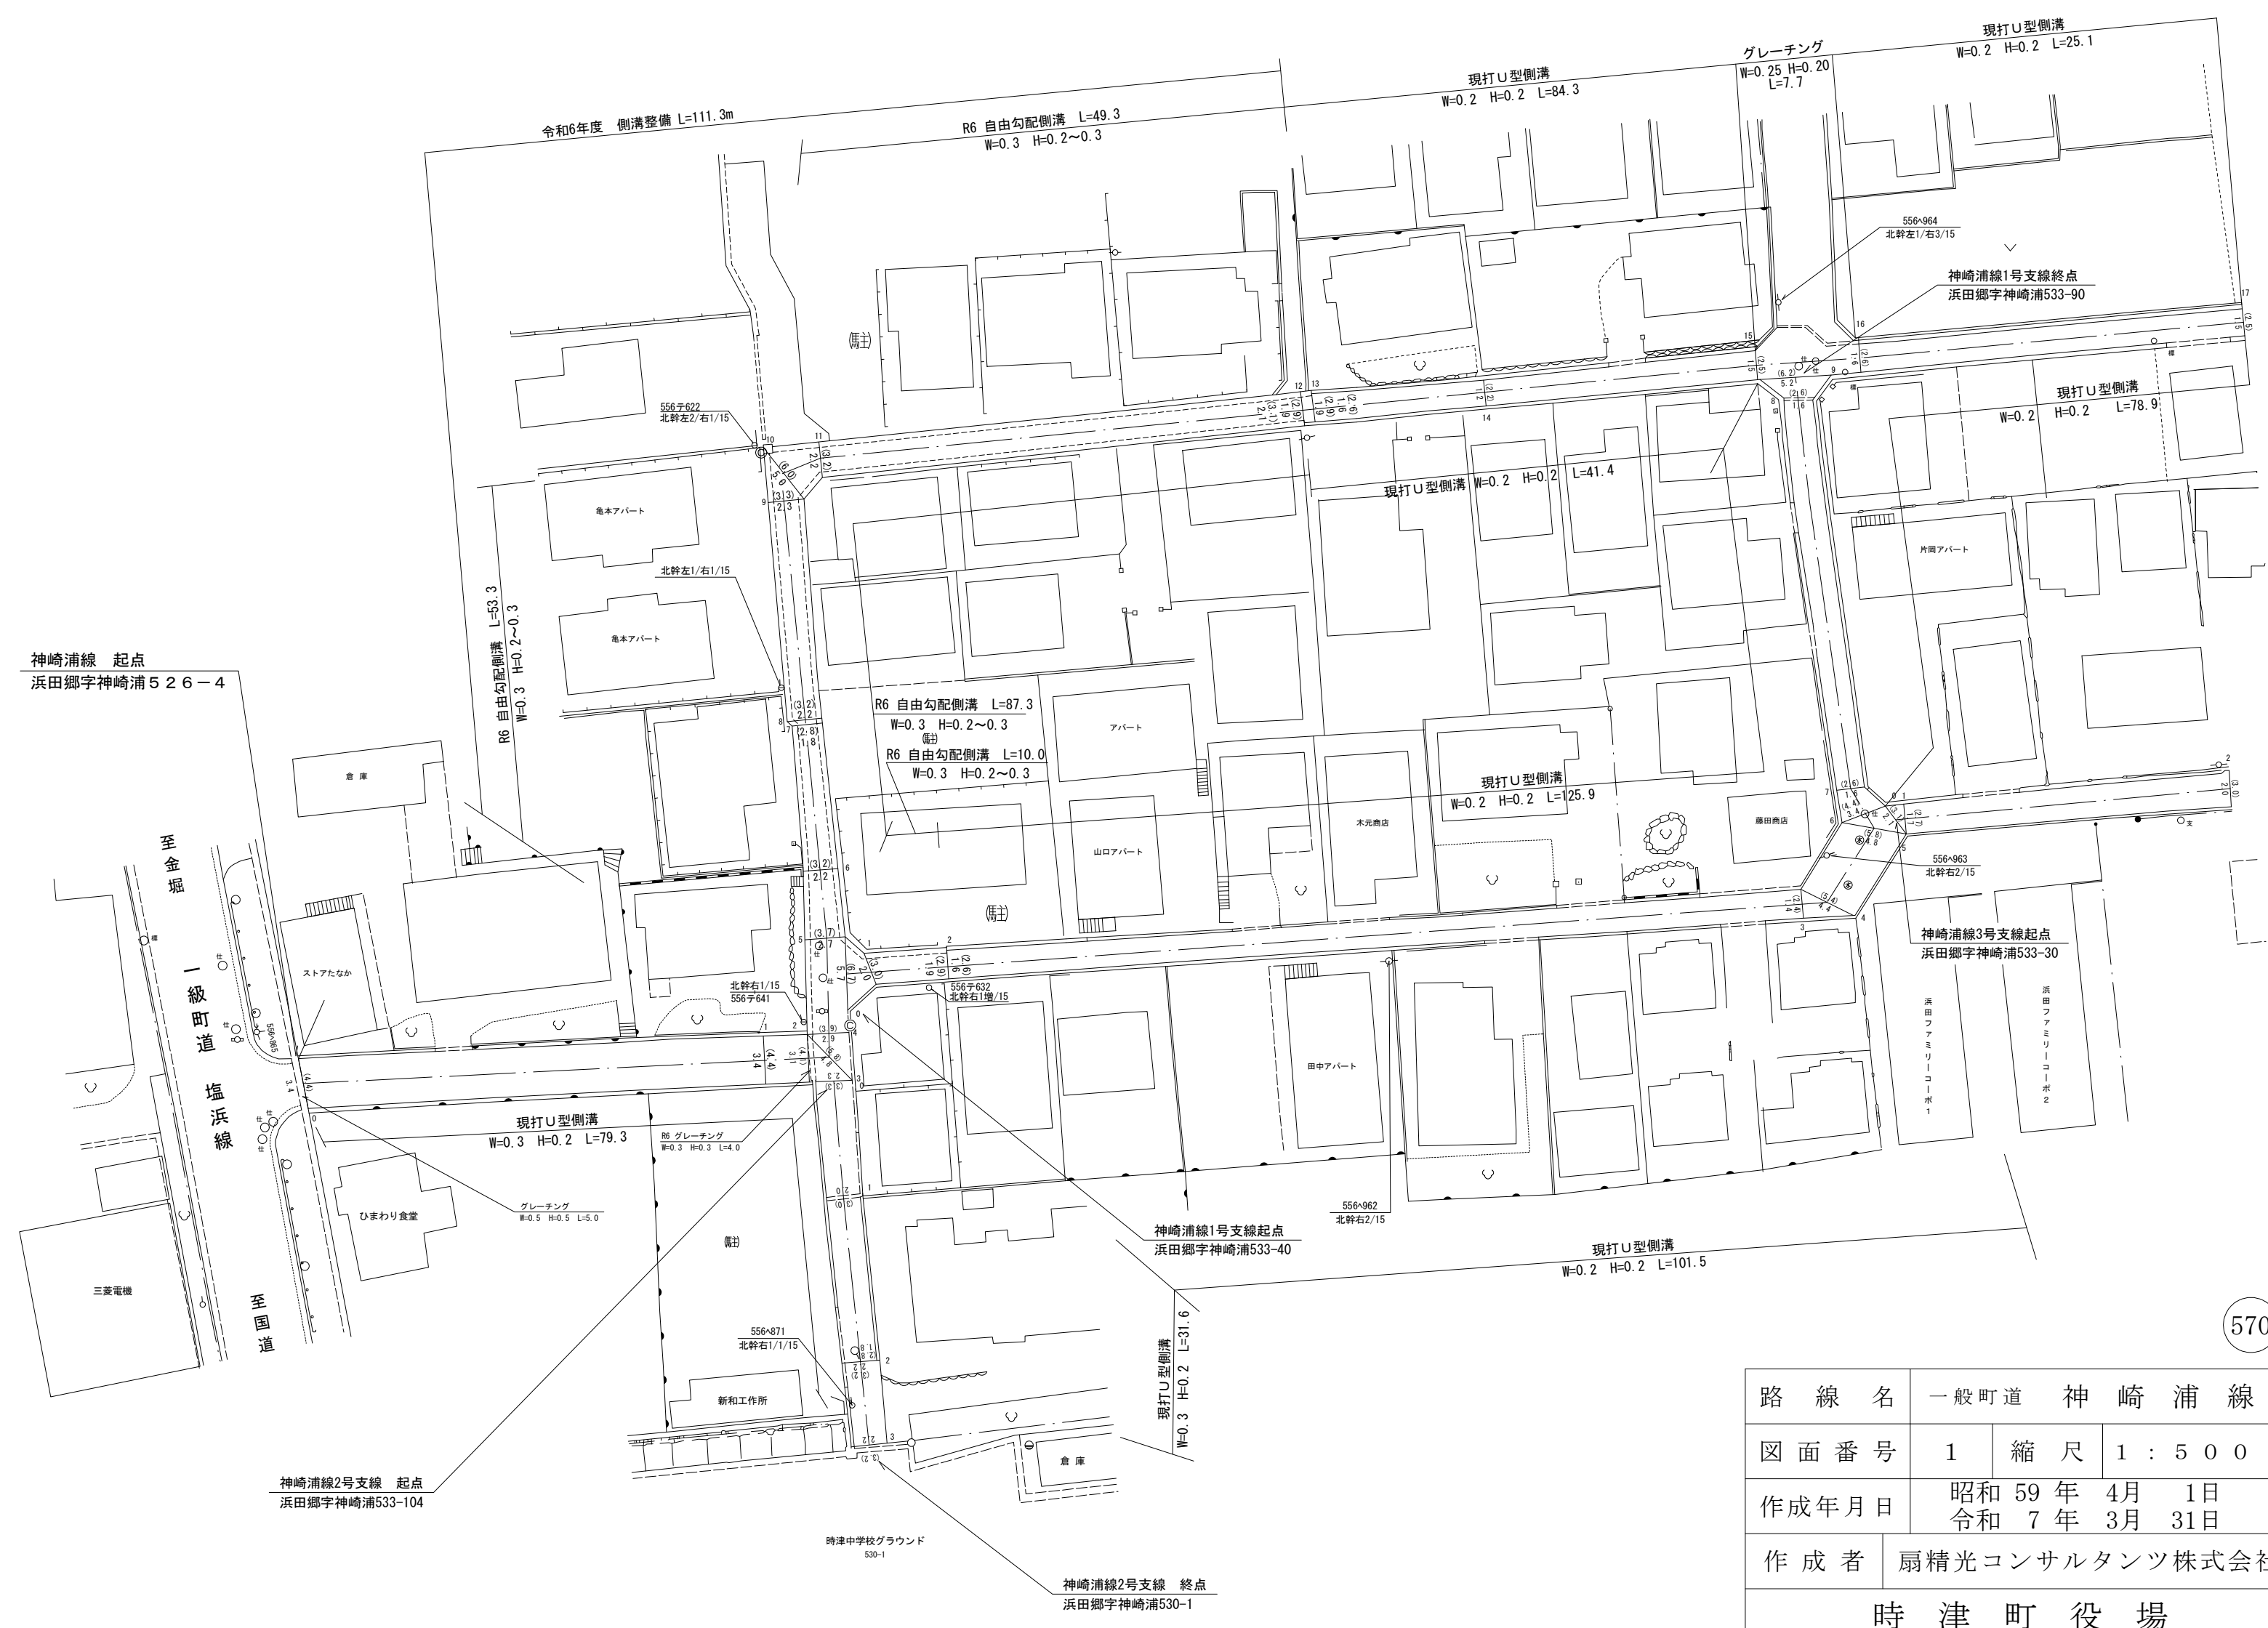 現打U型側溝
W=0.2 H=0.2 L=25.1
グレーチング
W=0.25 H=0.20
L=7.7
現打U型側溝
W=0.2 H=0.2 L=84.3
令和6年度 側溝整備 L=111.3m
R6 自由勾配側溝 L=49.3
W=0.3 H=0.2～0.3
556ヘ964
北幹左1/右3/15
神崎浦線1号支線終点
浜田郷字神崎浦533-90
(駐)
556テ622
北幹左2/右1/15
現打U型側溝
W=0.2 H=0.2 L=78.9
現打U型側溝 W=0.2 H=0.2 L=41.4
亀本アパート
片岡アパート
北幹左1/右1/15
亀本アパート
R6 自由勾配側溝 L=53.3
W=0.3 H=0.2～0.3
神崎浦線 起点
浜田郷字神崎浦526－4
R6 自由勾配側溝 L=87.3
W=0.3 H=0.2～0.3
(駐)
R6 自由勾配側溝 L=10.0
W=0.3 H=0.2～0.3
アパート
倉庫
現打U型側溝
W=0.2 H=0.2 L=125.9
木元商店
藤田商店
山口アパート
至金堀
556ヘ963
北幹右2/15
(駐)
神崎浦線3号支線起点
浜田郷字神崎浦533-30
ストアたなか
一級町道 塩浜線
556ヘ865
北幹右1/15
556テ641
556テ632
北幹右1増/15
田中アパート
浜田ファミリーコーポ1
浜田ファミリーコーポ2
現打U型側溝
W=0.3 H=0.2 L=79.3
R6 グレーチング
W=0.3 H=0.3 L=4.0
グレーチング
W=0.5 H=0.5 L=5.0
ひまわり食堂
三菱電機
至国道
(駐)
神崎浦線1号支線起点
浜田郷字神崎浦533-40
556ヘ962
北幹右2/15
現打U型側溝
W=0.2 H=0.2 L=101.5
556ヘ871
北幹右1/1/15
現打U型側溝
W=0.3 H=0.2 L=31.6
新和工作所
倉庫
神崎浦線2号支線 起点
浜田郷字神崎浦533-104
時津中学校グラウンド
530-1
神崎浦線2号支線 終点
浜田郷字神崎浦530-1
570
路線名 一般町道 神崎浦線
図面番号 1 縮尺 1:500
作成年月日 昭和59年 4月 1日
令和 7年 3月 31日
作成者 扇精光コンサルタンツ株式会社
時津町役場